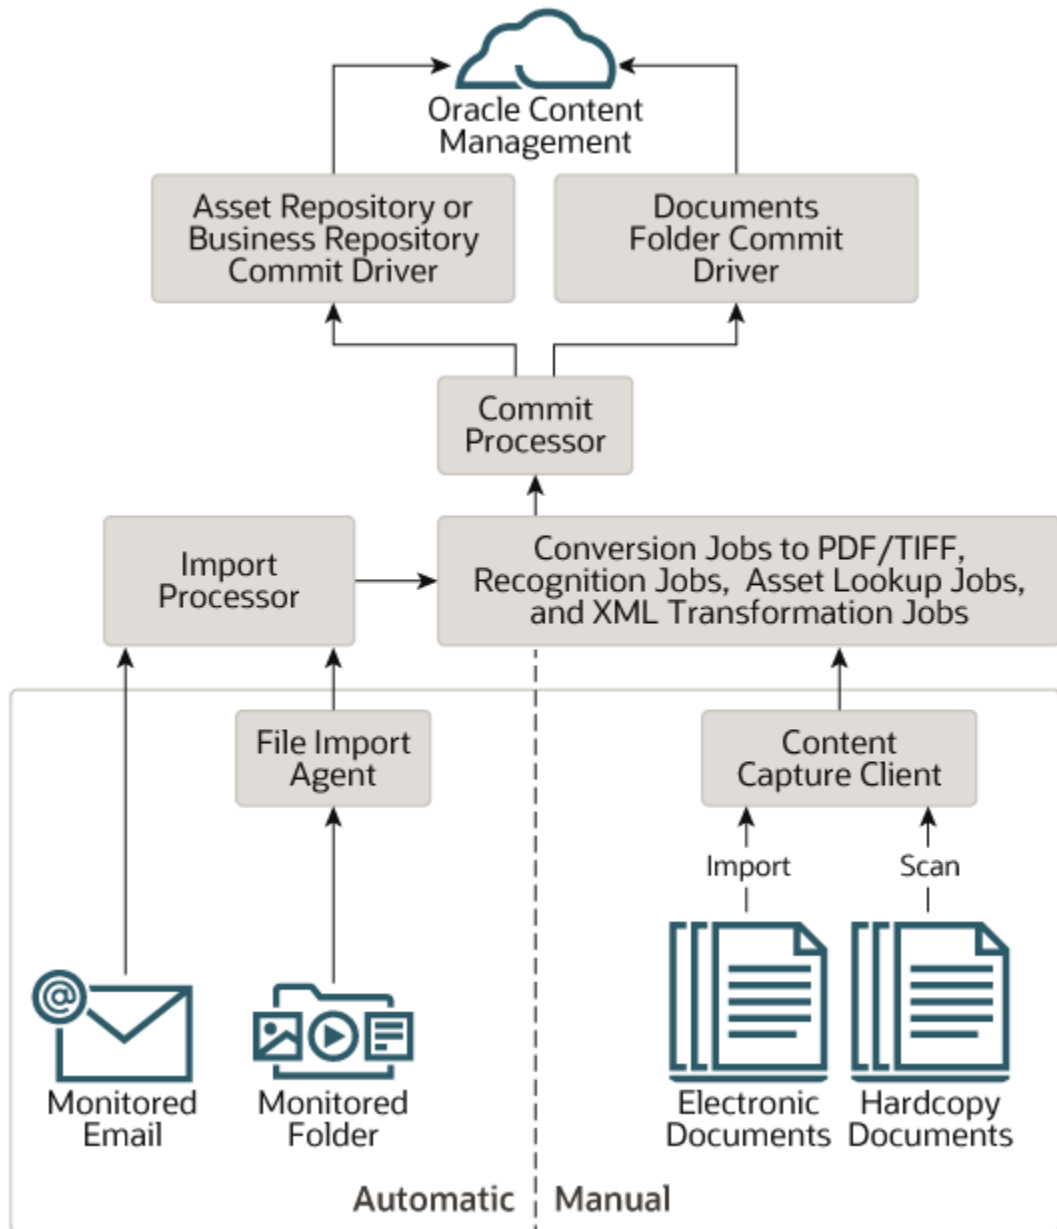 Oracle Content
Management
Asset Repository or
Business Repository
Commit Driver
Documents
Folder Commit
Driver
Commit
Processor
Import
Processor
Conversion Jobs to PDF/TIFF,
Recognition Jobs, Asset Lookup Jobs,
and XML Transformation Jobs
File Import
Agent
Content
Capture Client
Import
Scan
@
Monitored
Email
Monitored
Folder
Electronic
Documents
Hardcopy
Documents
Automatic
Manual